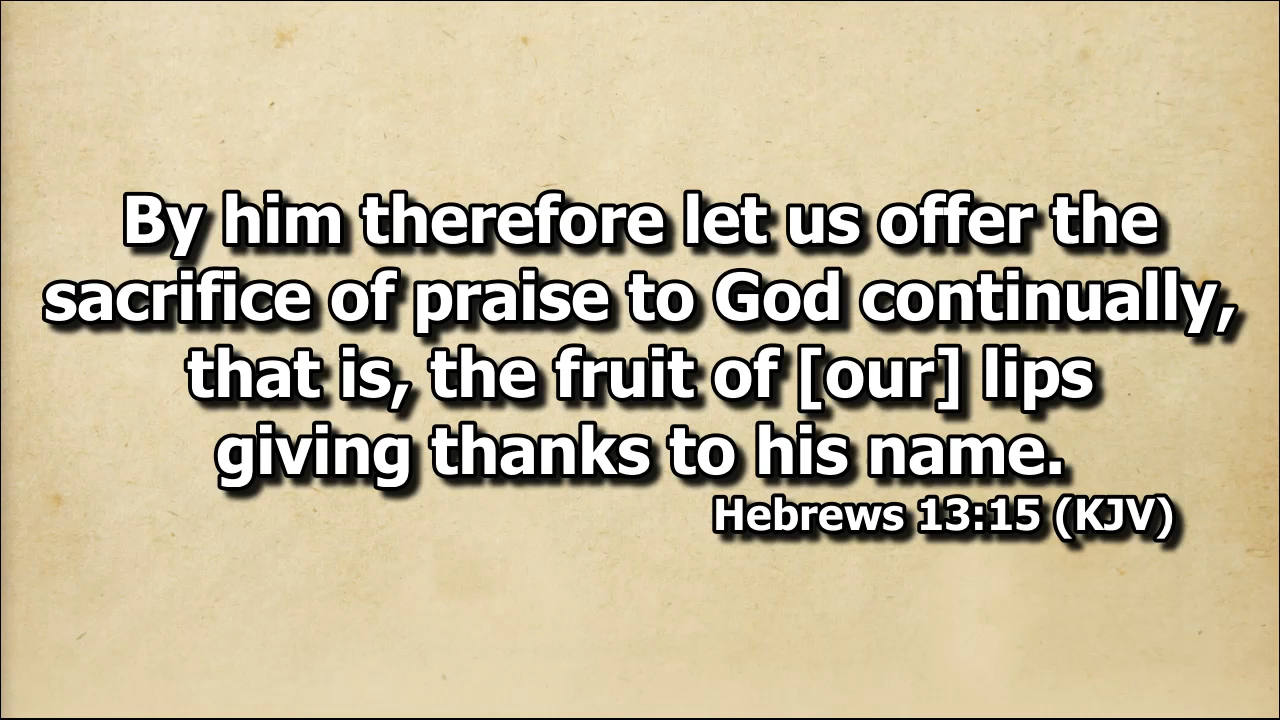 By him therefore let us offer the
sacrifice of praise to God continually,
that is, the fruit of [our] lips
giving thanks to his name.
Hebrews 13:15 (KJV)